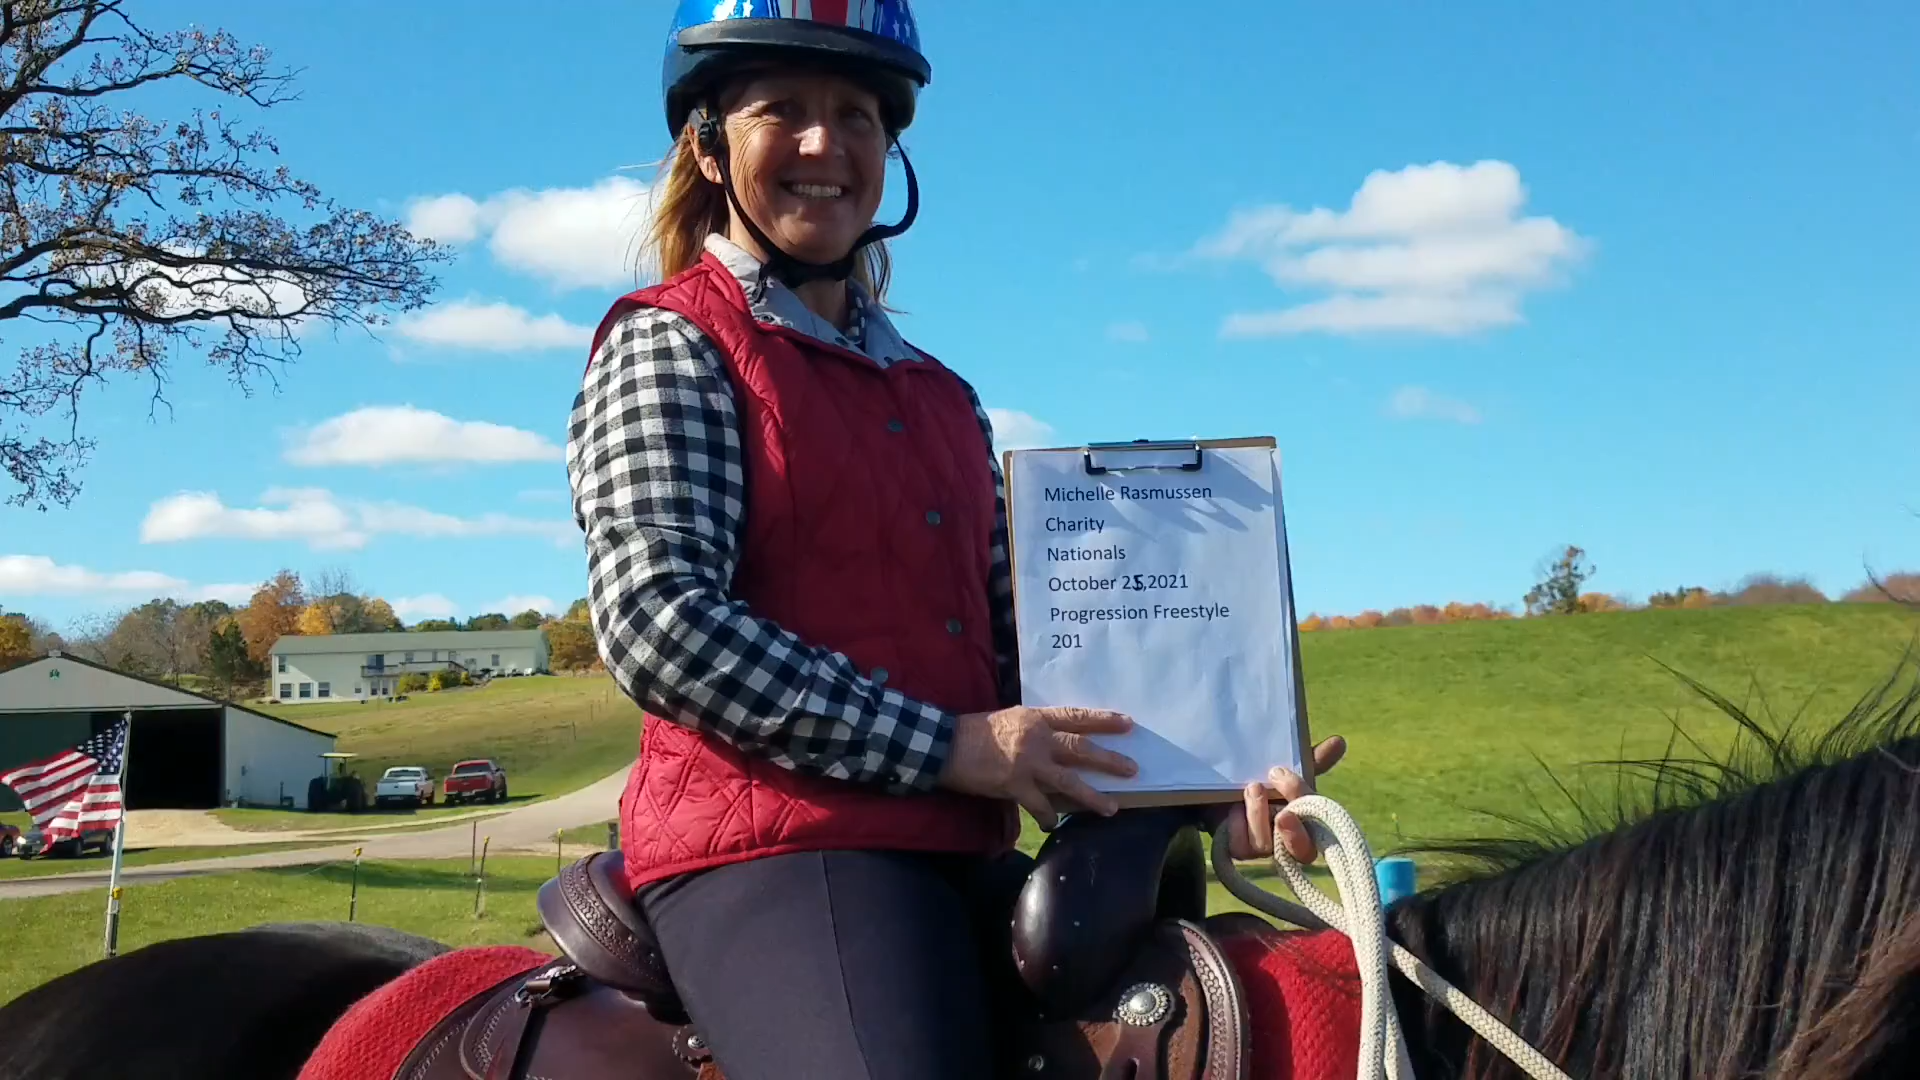 Michelle Rasmussen
Charity
Nationals
October 25,2021
Progression Freestyle
201